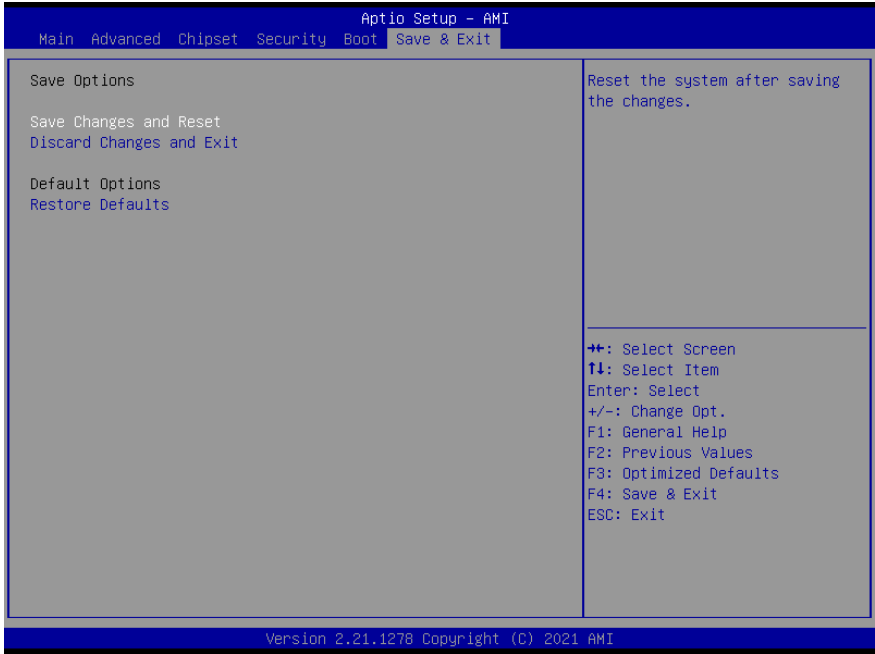 Aptio Setup – AMI
Main Advanced Chipset Security Boot Save & Exit
Save Options
Save Changes and Reset
Discard Changes and Exit
Default Options
Restore Defaults
Reset the system after saving
the changes.
→←: Select Screen
↑↓: Select Item
Enter: Select
+/-: Change Opt.
F1: General Help
F2: Previous Values
F3: Optimized Defaults
F4: Save & Exit
ESC: Exit
Version 2.21.1278 Copyright (C) 2021 AMI